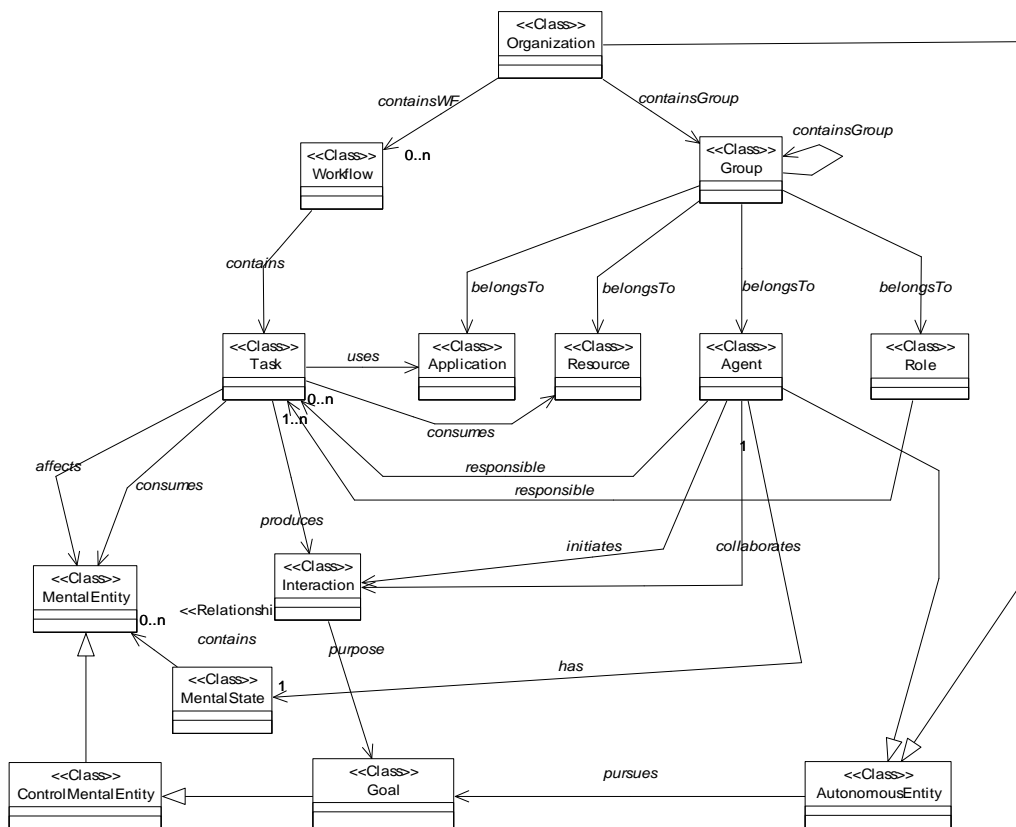 <<Class>>
Organization
containsWF
containsGroup
containsGroup
<<Class>>
Workflow
0..n
<<Class>>
Group
contains
belongsTo
belongsTo
belongsTo
belongsTo
<<Class>>
Task
uses
<<Class>>
Application
<<Class>>
Resource
<<Class>>
Agent
<<Class>>
Role
0..n
1..n
consumes
1
affects
consumes
responsible
responsible
produces
initiates
collaborates
<<Class>>
MentalEntity
0..n
<<Class>>
Interaction
<<Relationshi
contains
purpose
has
<<Class>>
MentalState
1
<<Class>>
ControlMentalEntity
<<Class>>
Goal
pursues
<<Class>>
AutonomousEntity